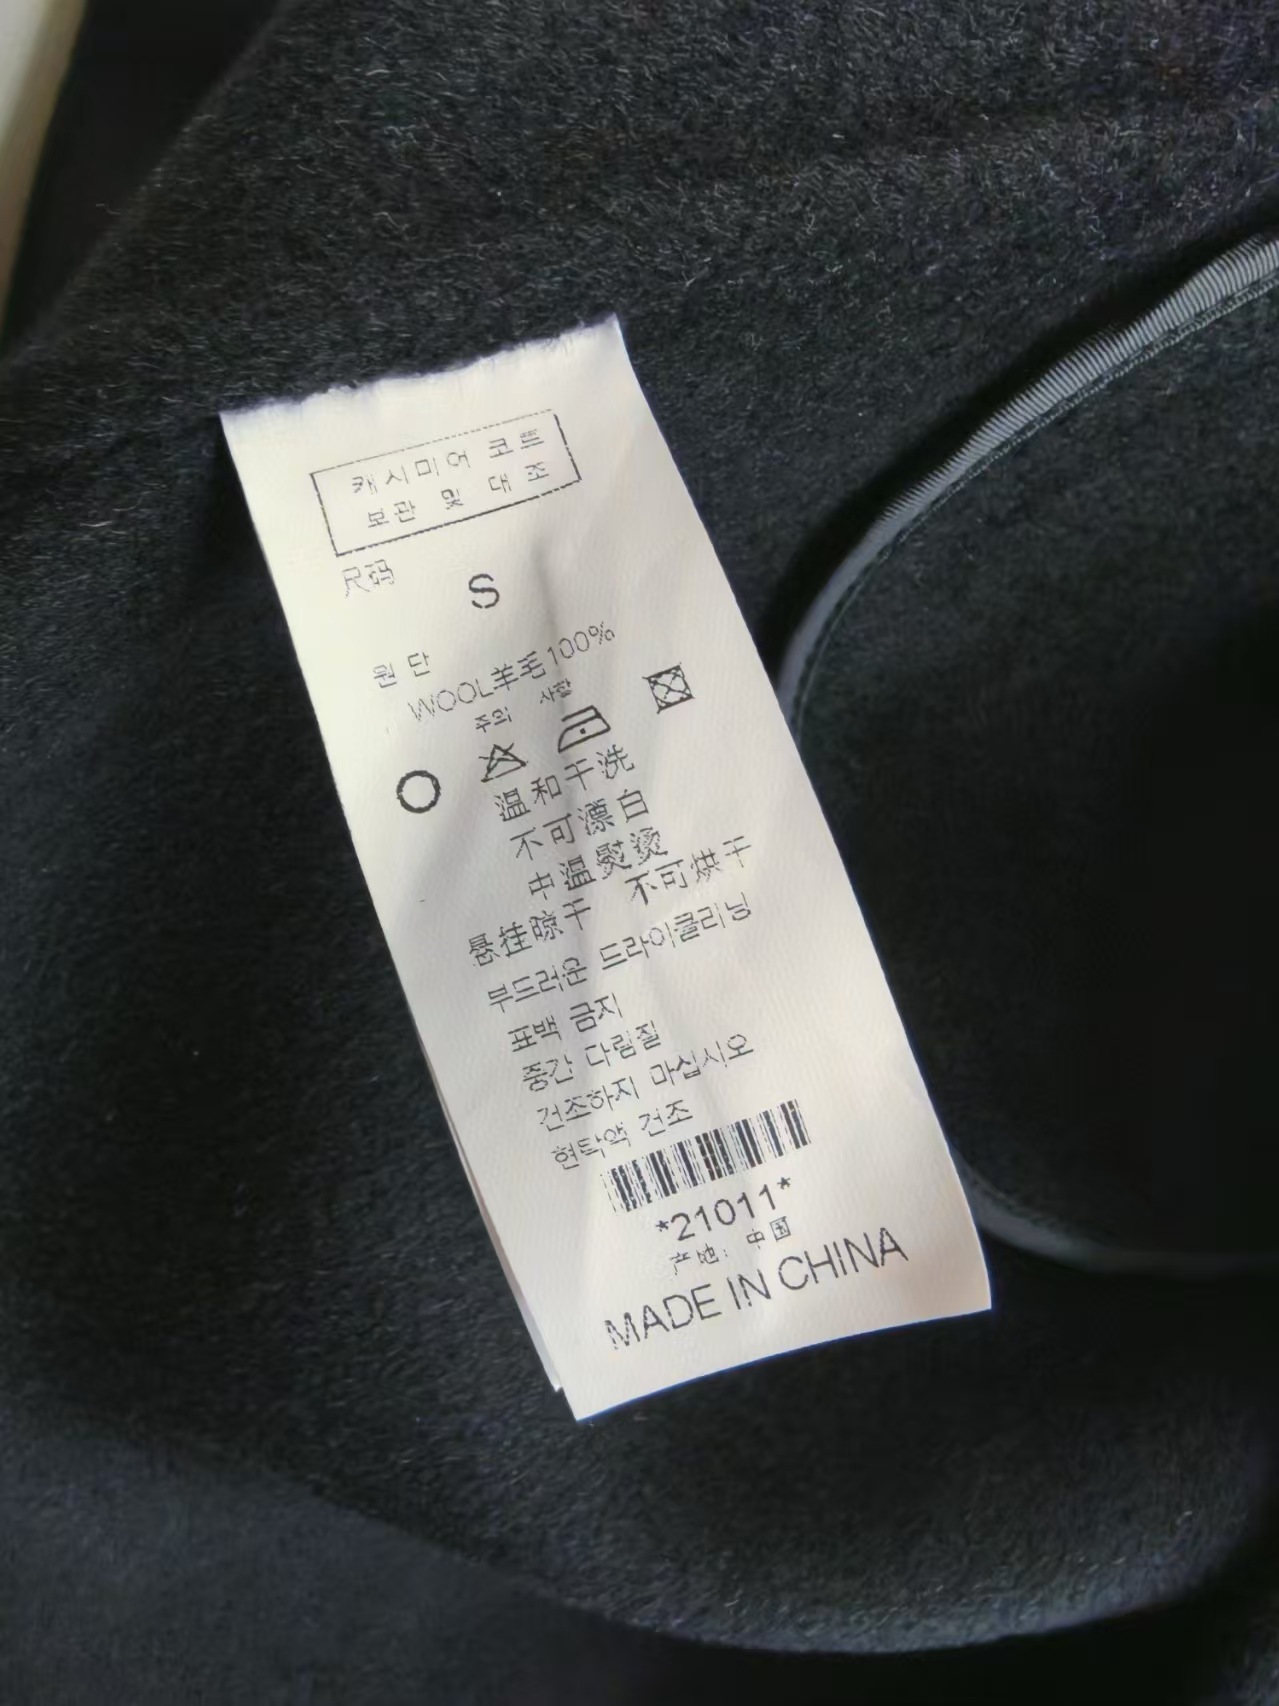 캐시미어 코트
보관 및 대조
尺码 S
원단
WOOL羊毛100%
주의 사항
温和干洗
不可漂白
中温熨烫 不可烘干
悬挂晾干
부드러운 드라이클리닝
표백 금지
중간 다림질
건조하지 마십시오
현탁액 건조
*21011*
产地：中国
MADE IN CHINA